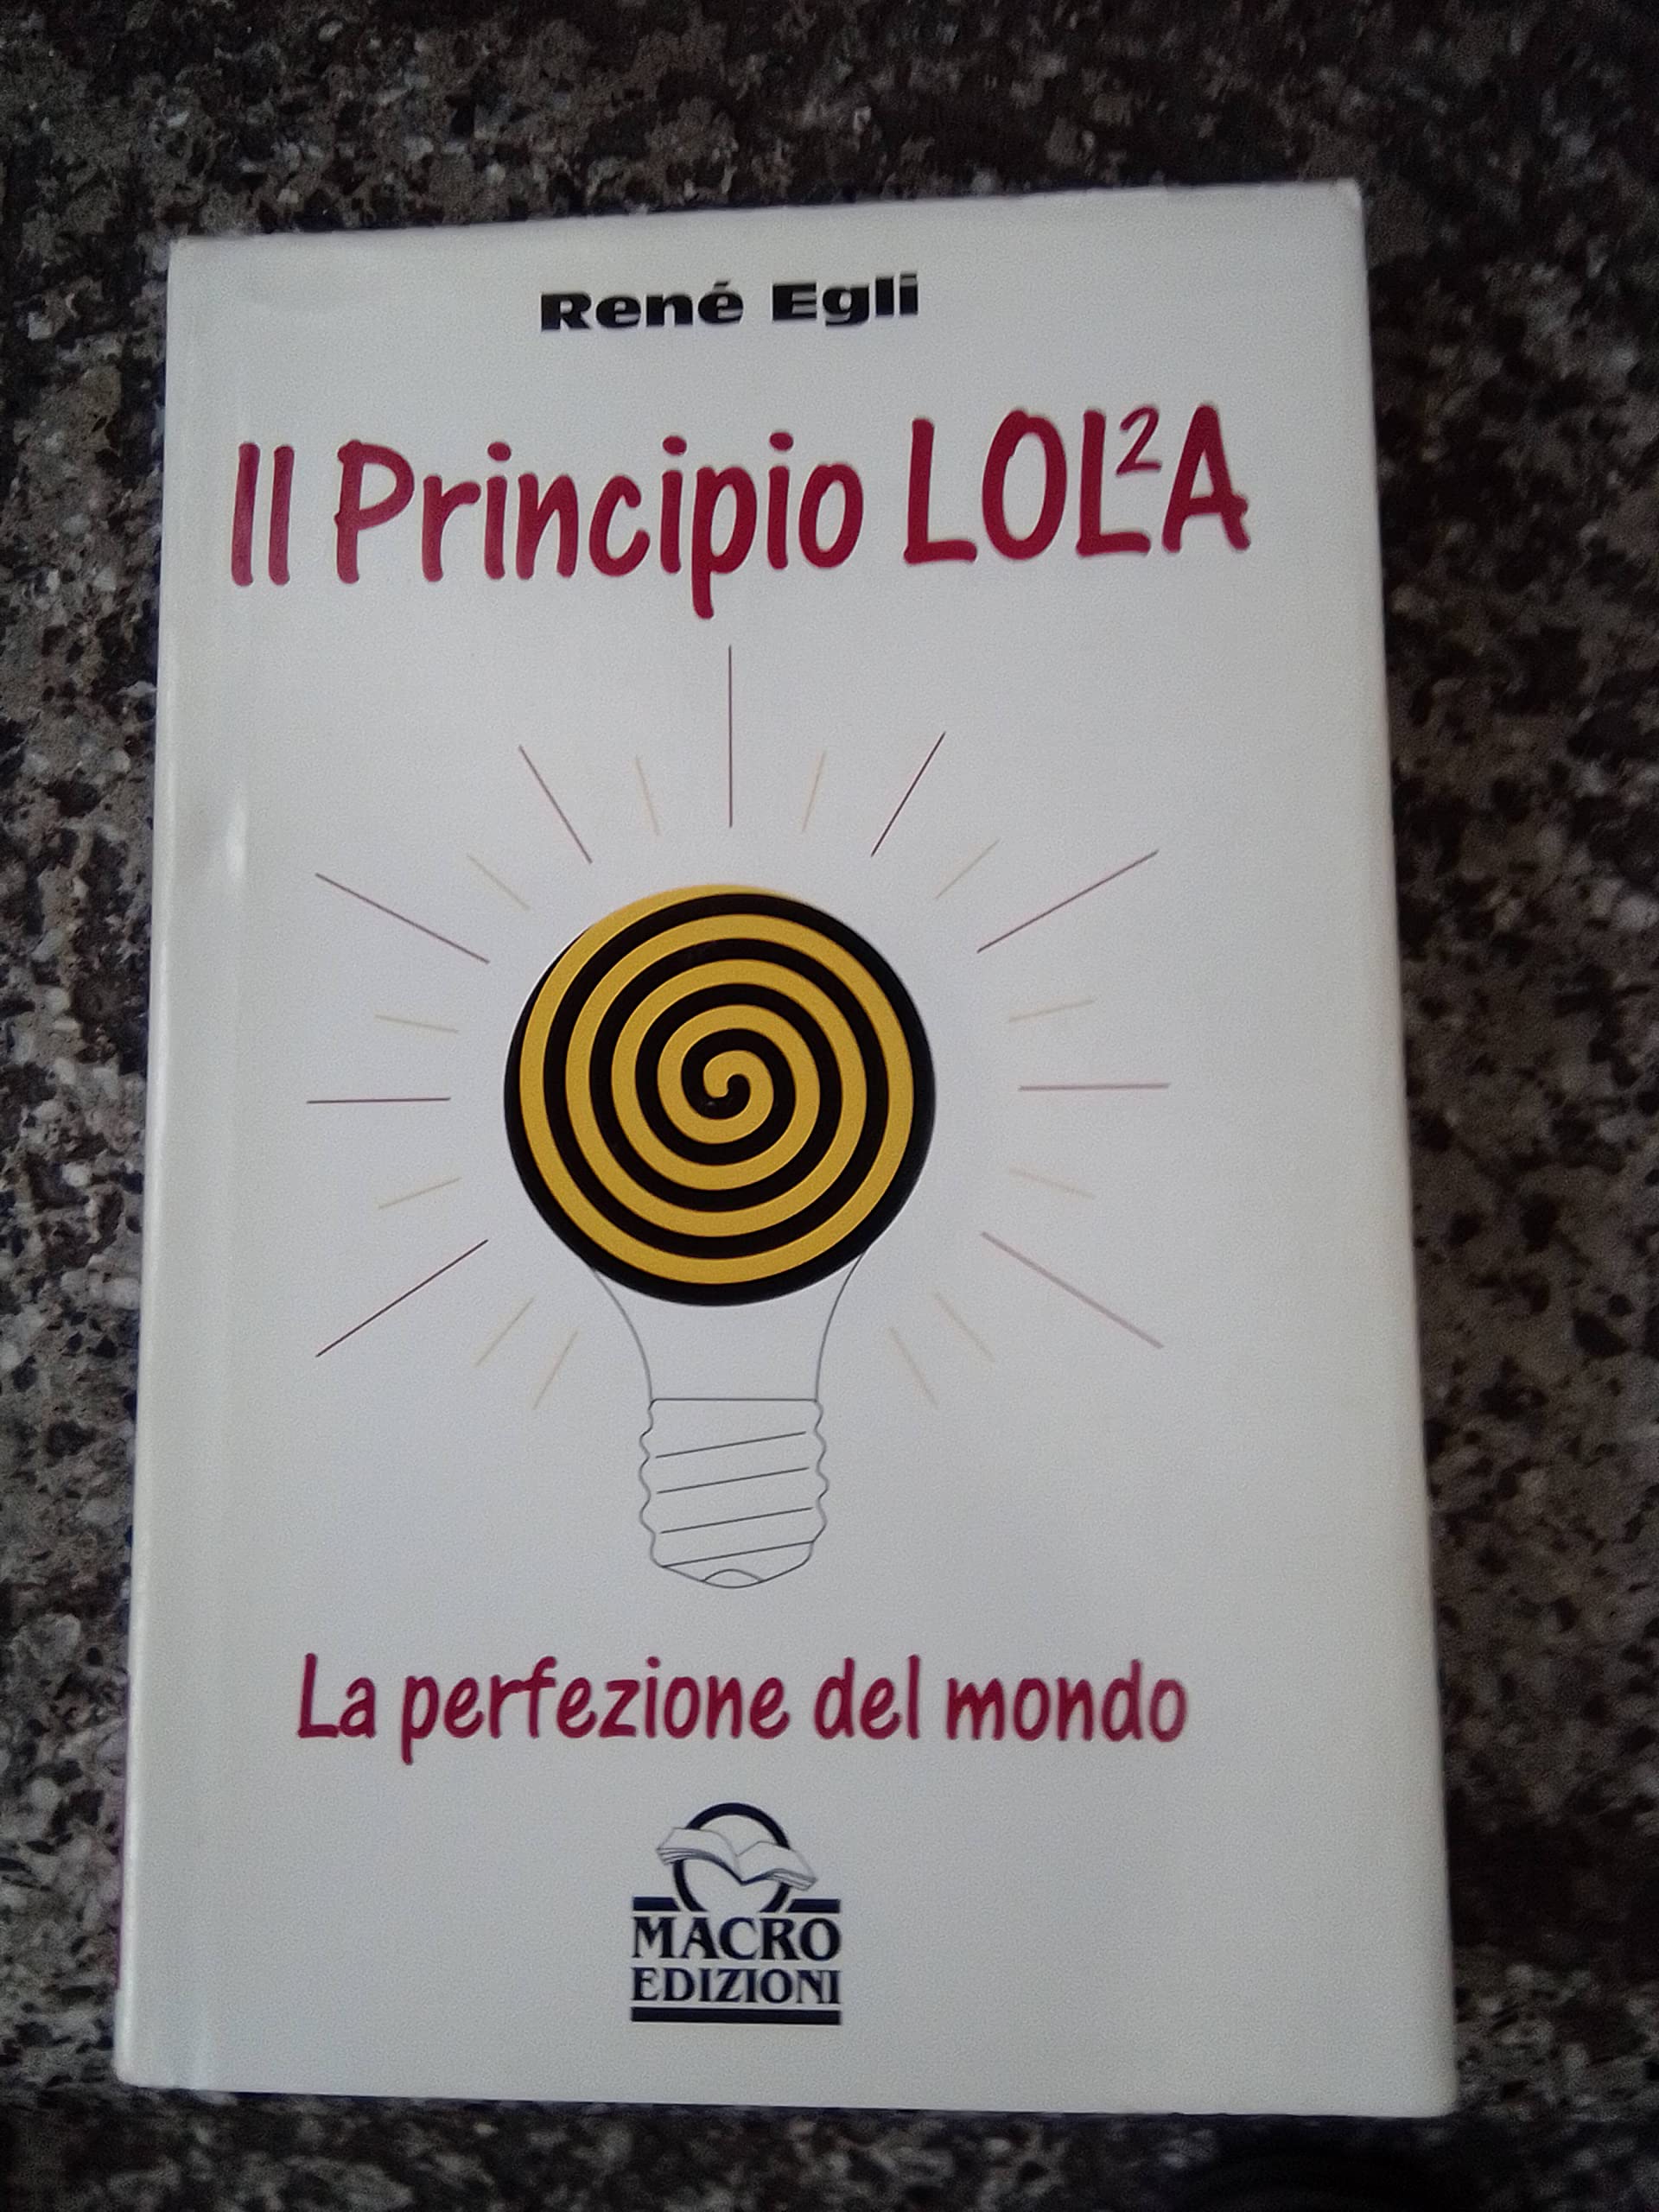 René Egli
Il Principio LOL²A
La perfezione del mondo
MACRO
EDIZIONI